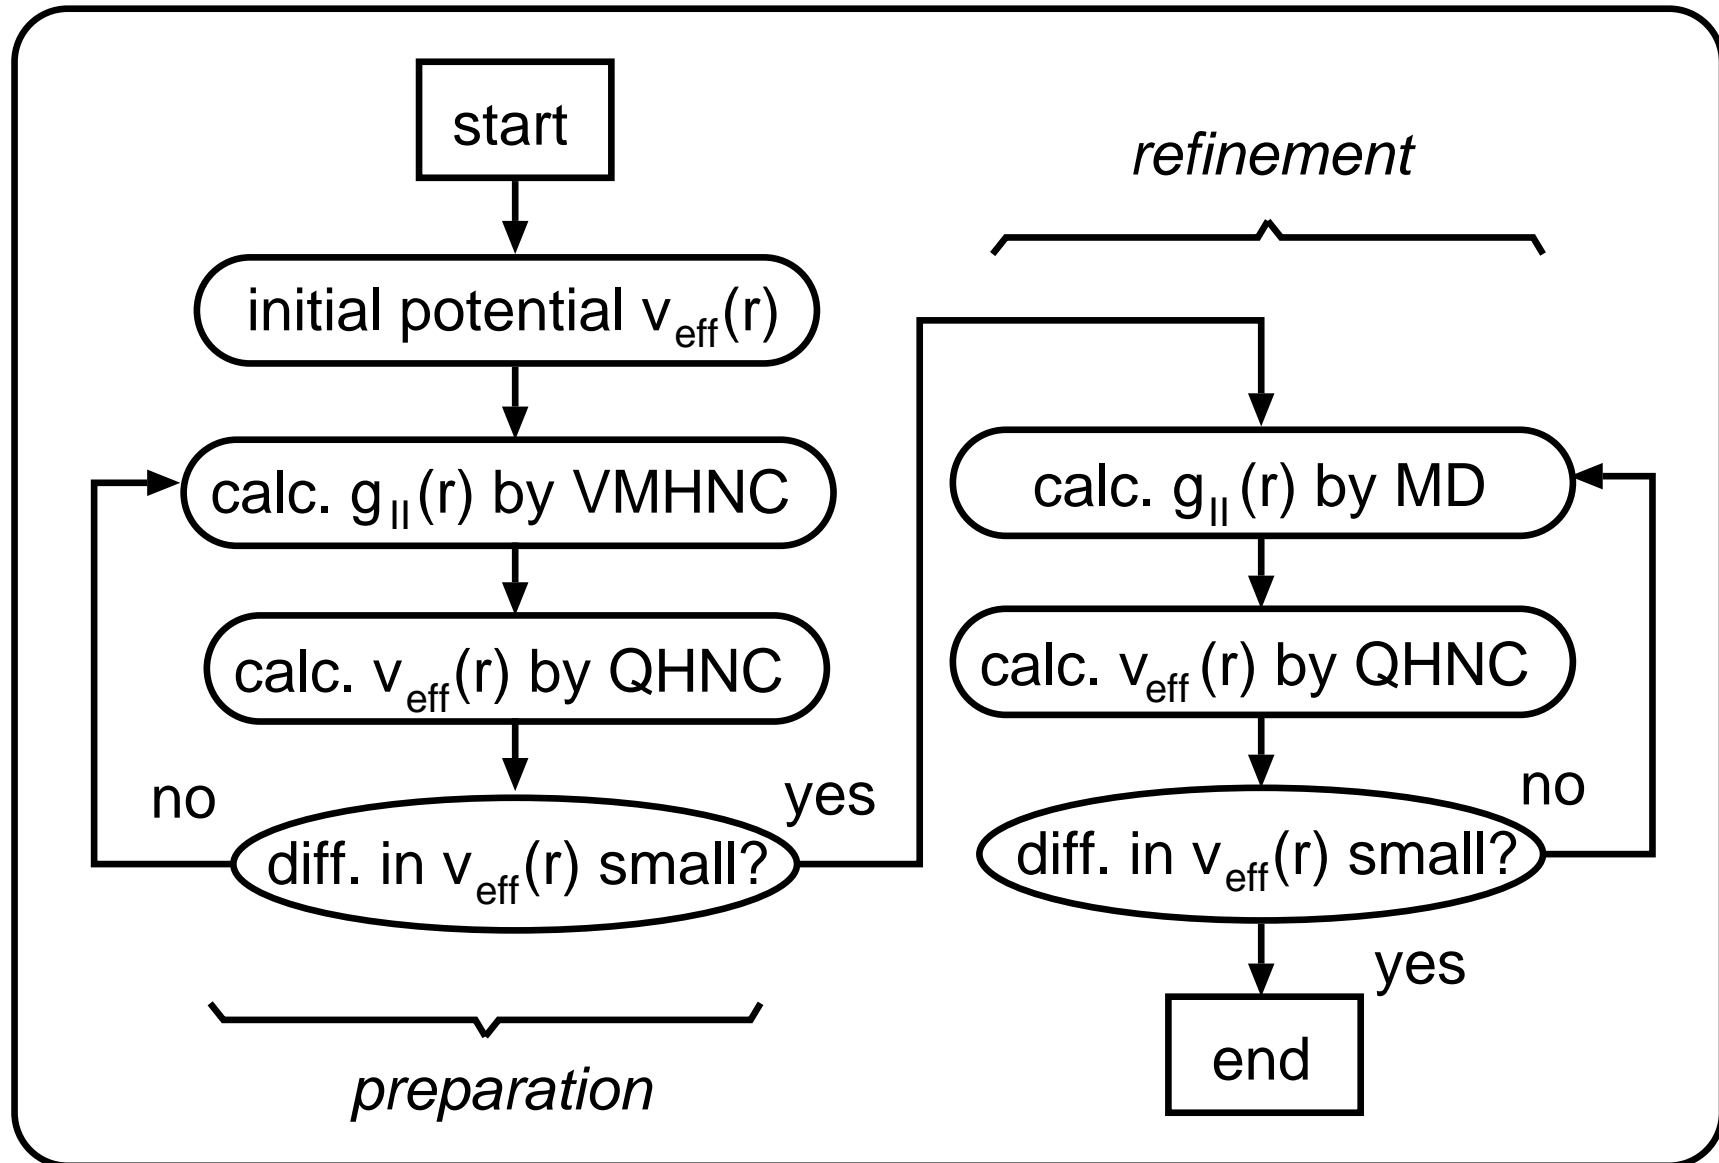 start
initial potential v_eff(r)
calc. g_II(r) by VMHNC
calc. v_eff(r) by QHNC
no
yes
diff. in v_eff(r) small?
preparation
refinement
calc. g_II(r) by MD
calc. v_eff(r) by QHNC
no
diff. in v_eff(r) small?
yes
end